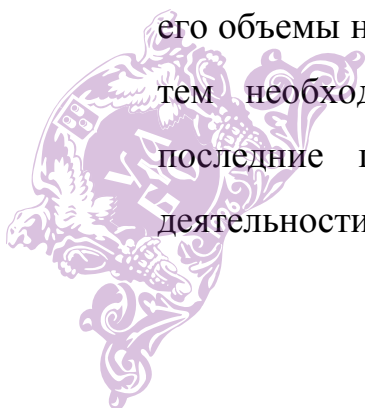 его объемы н
тем необход
последние
деятельности